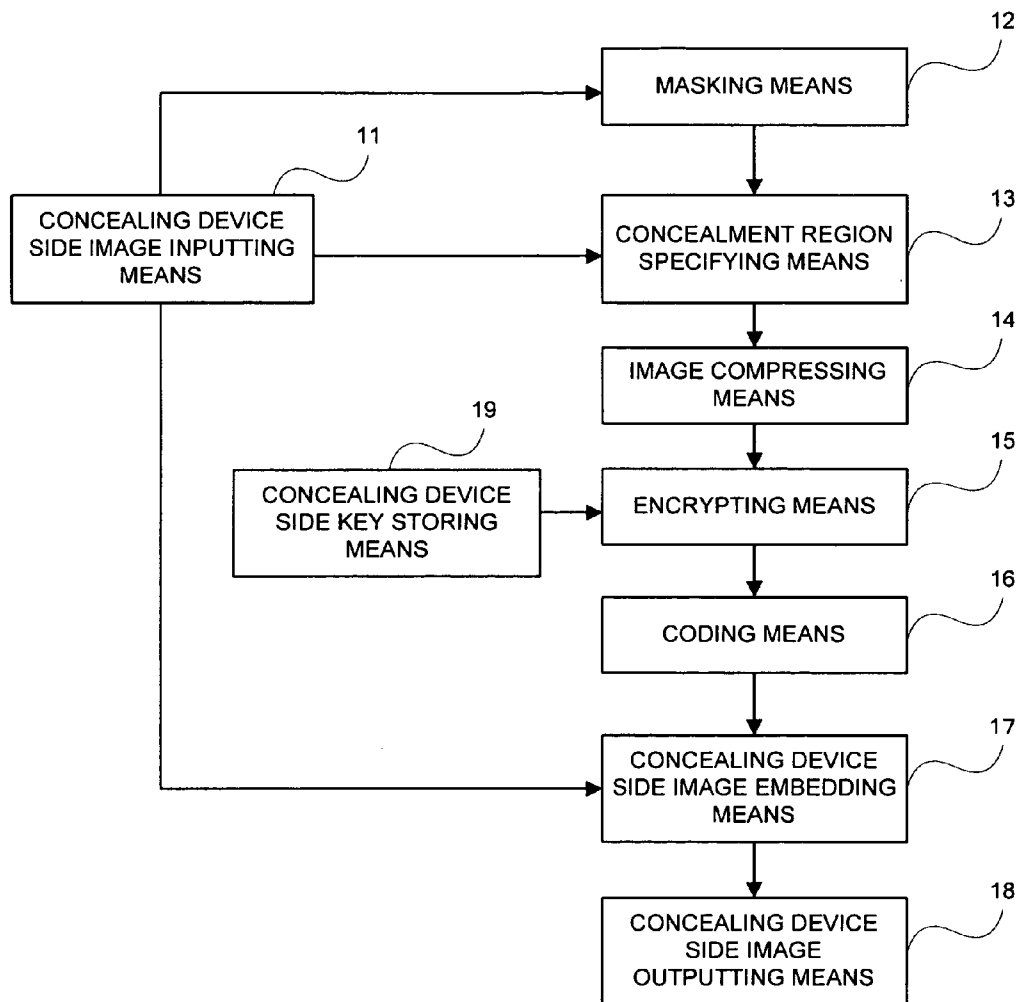 12
MASKING MEANS
11
CONCEALING DEVICE
SIDE IMAGE INPUTTING
MEANS
13
CONCEALMENT REGION
SPECIFYING MEANS
14
IMAGE COMPRESSING
MEANS
19
CONCEALING DEVICE
SIDE KEY STORING
MEANS
15
ENCRYPTING MEANS
16
CODING MEANS
17
CONCEALING DEVICE
SIDE IMAGE EMBEDDING
MEANS
18
CONCEALING DEVICE
SIDE IMAGE
OUTPUTTING MEANS